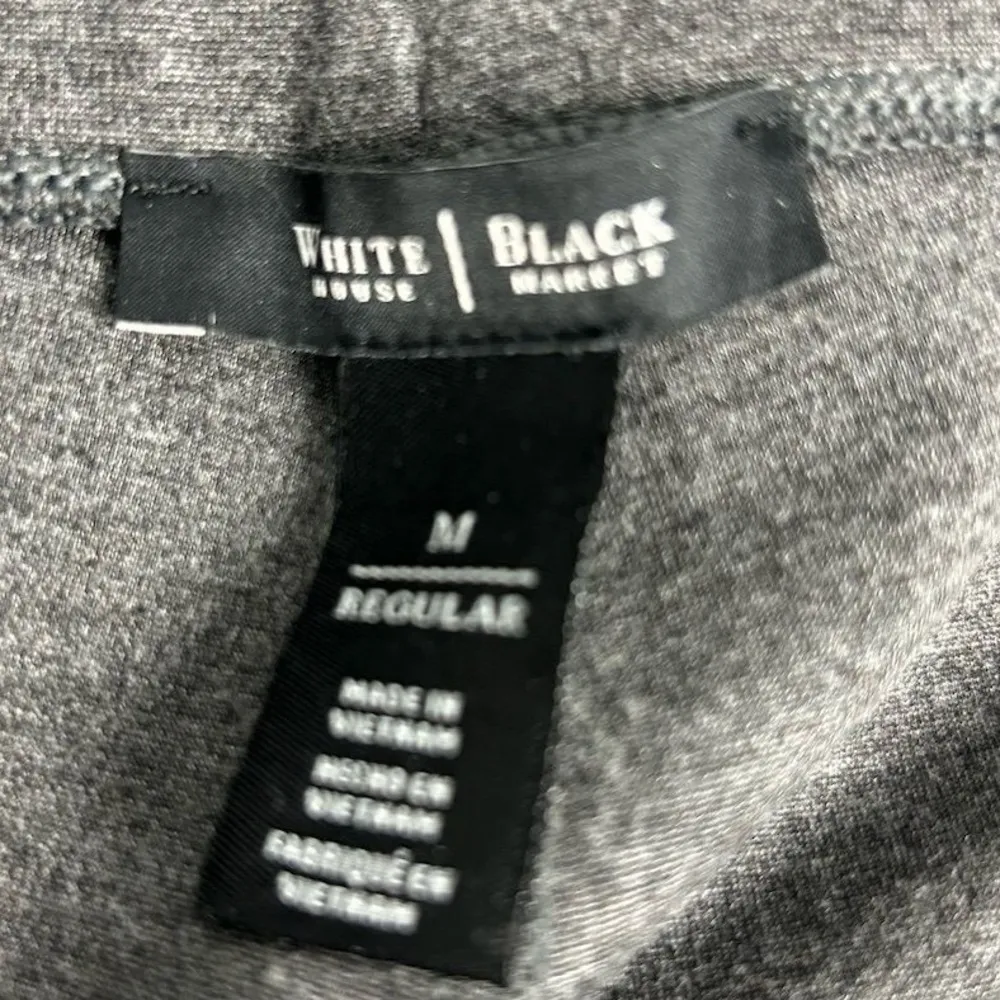 WHITE | BLACK
HOUSE MARKET
M
REGULAR
MADE IN
VIETNAM
HECHO EN
VIETNAM
FABRIQUÉ EN
VIETNAM